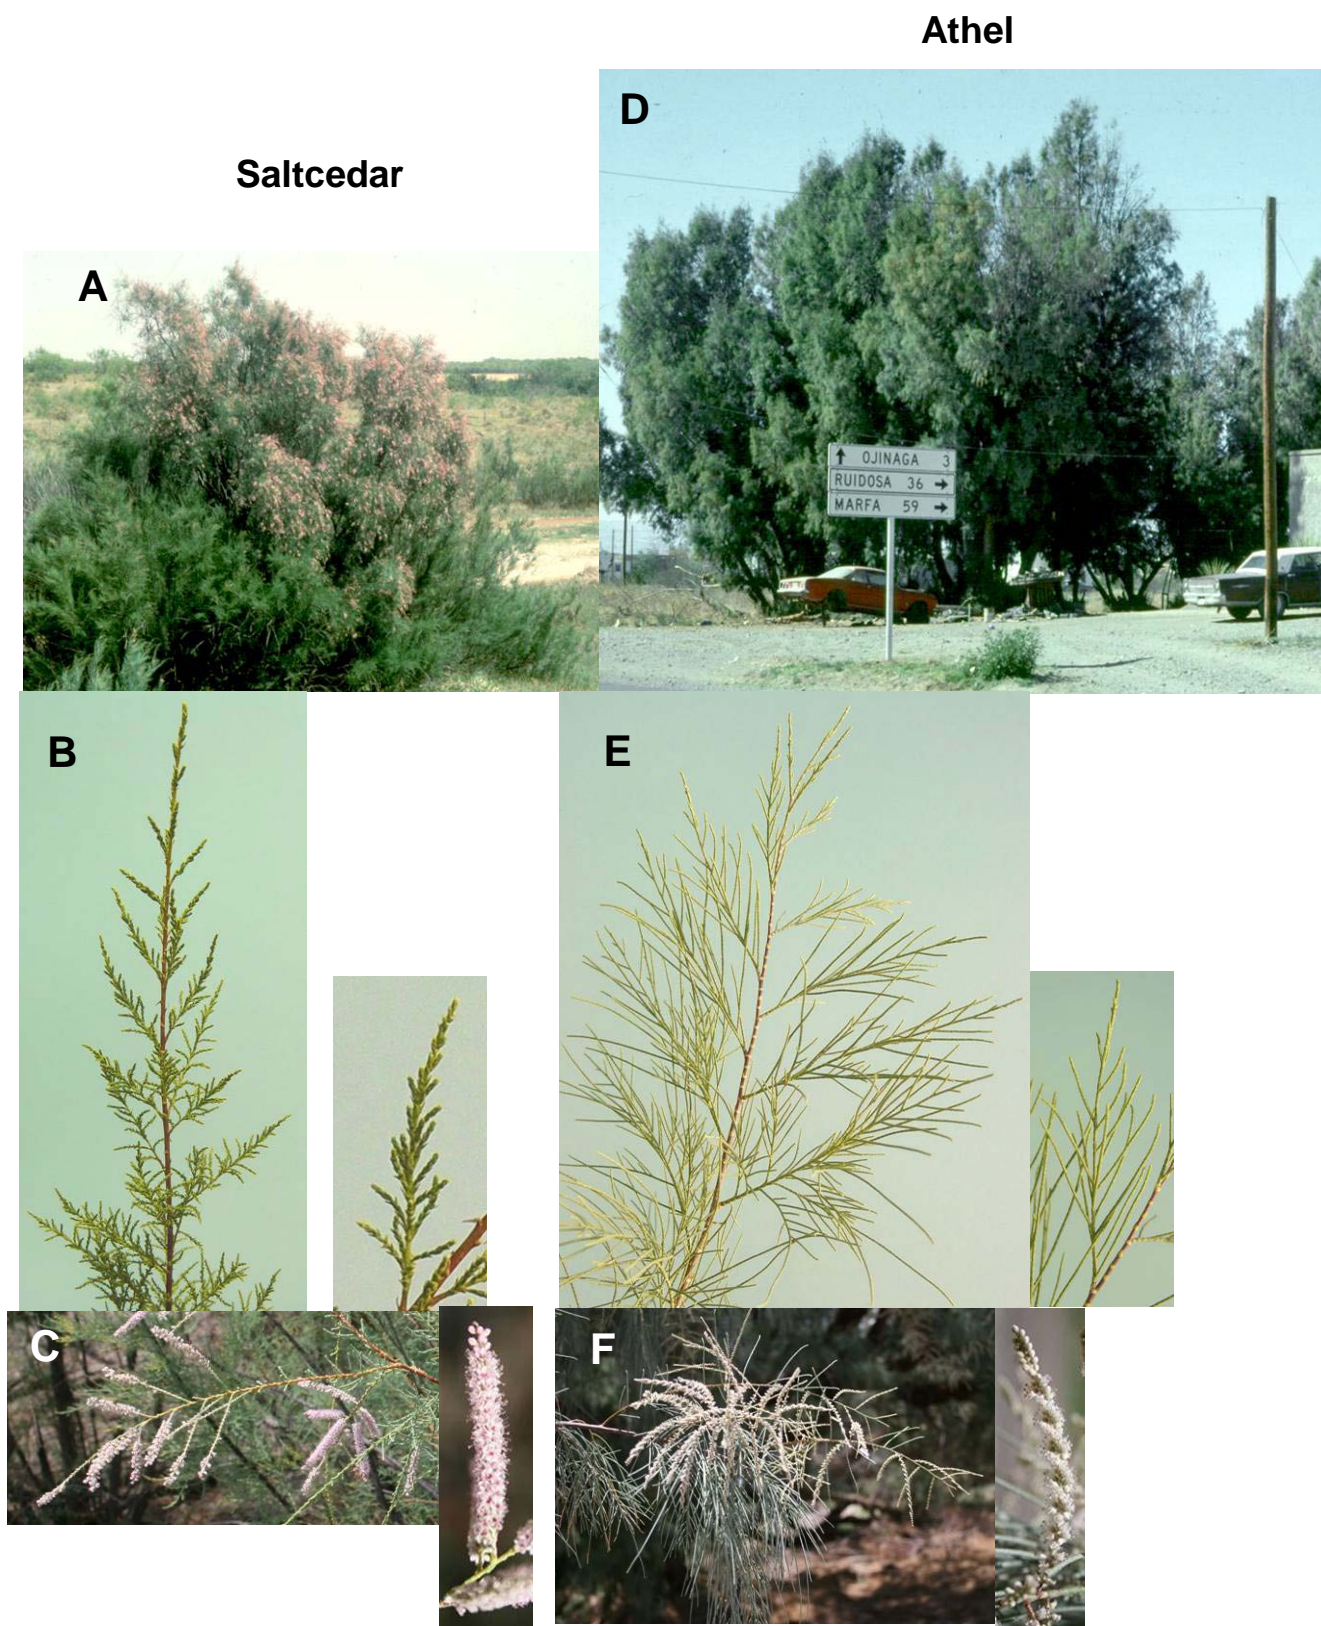 Athel
D
Saltcedar
A
↑ OJINAGA 3
RUIDOSA 36 →
MARFA 59 →
B
E
C
F